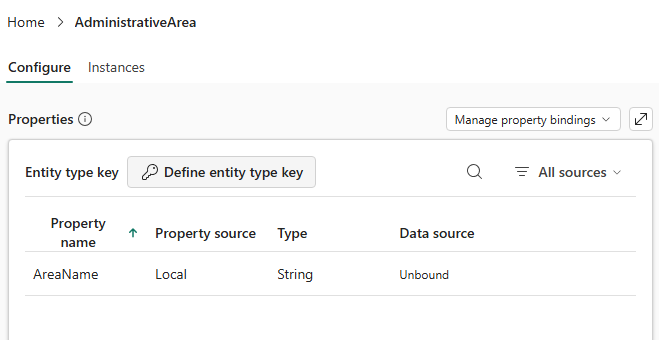 Home > AdministrativeArea
Configure Instances
Properties Manage property bindings
Entity type key Define entity type key All sources
Property name Property source Type Data source
AreaName Local String Unbound